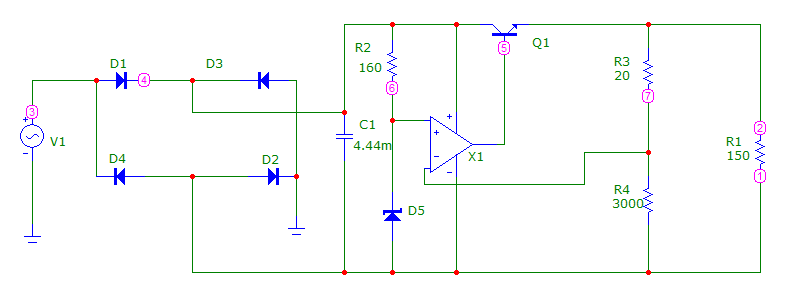 Q1
5
R2
160
R3
20
D1
D3
4
6
7
3
+
V1
-
C1
4.44m
+
+
-
-
X1
2
R1
150
1
D4
D2
R4
3000
D5